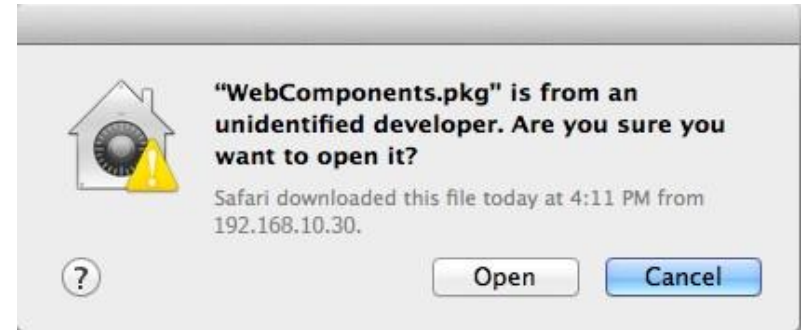 “WebComponents.pkg” is from an
unidentified developer. Are you sure you
want to open it?
Safari downloaded this file today at 4:11 PM from
192.168.10.30.
?
Open
Cancel